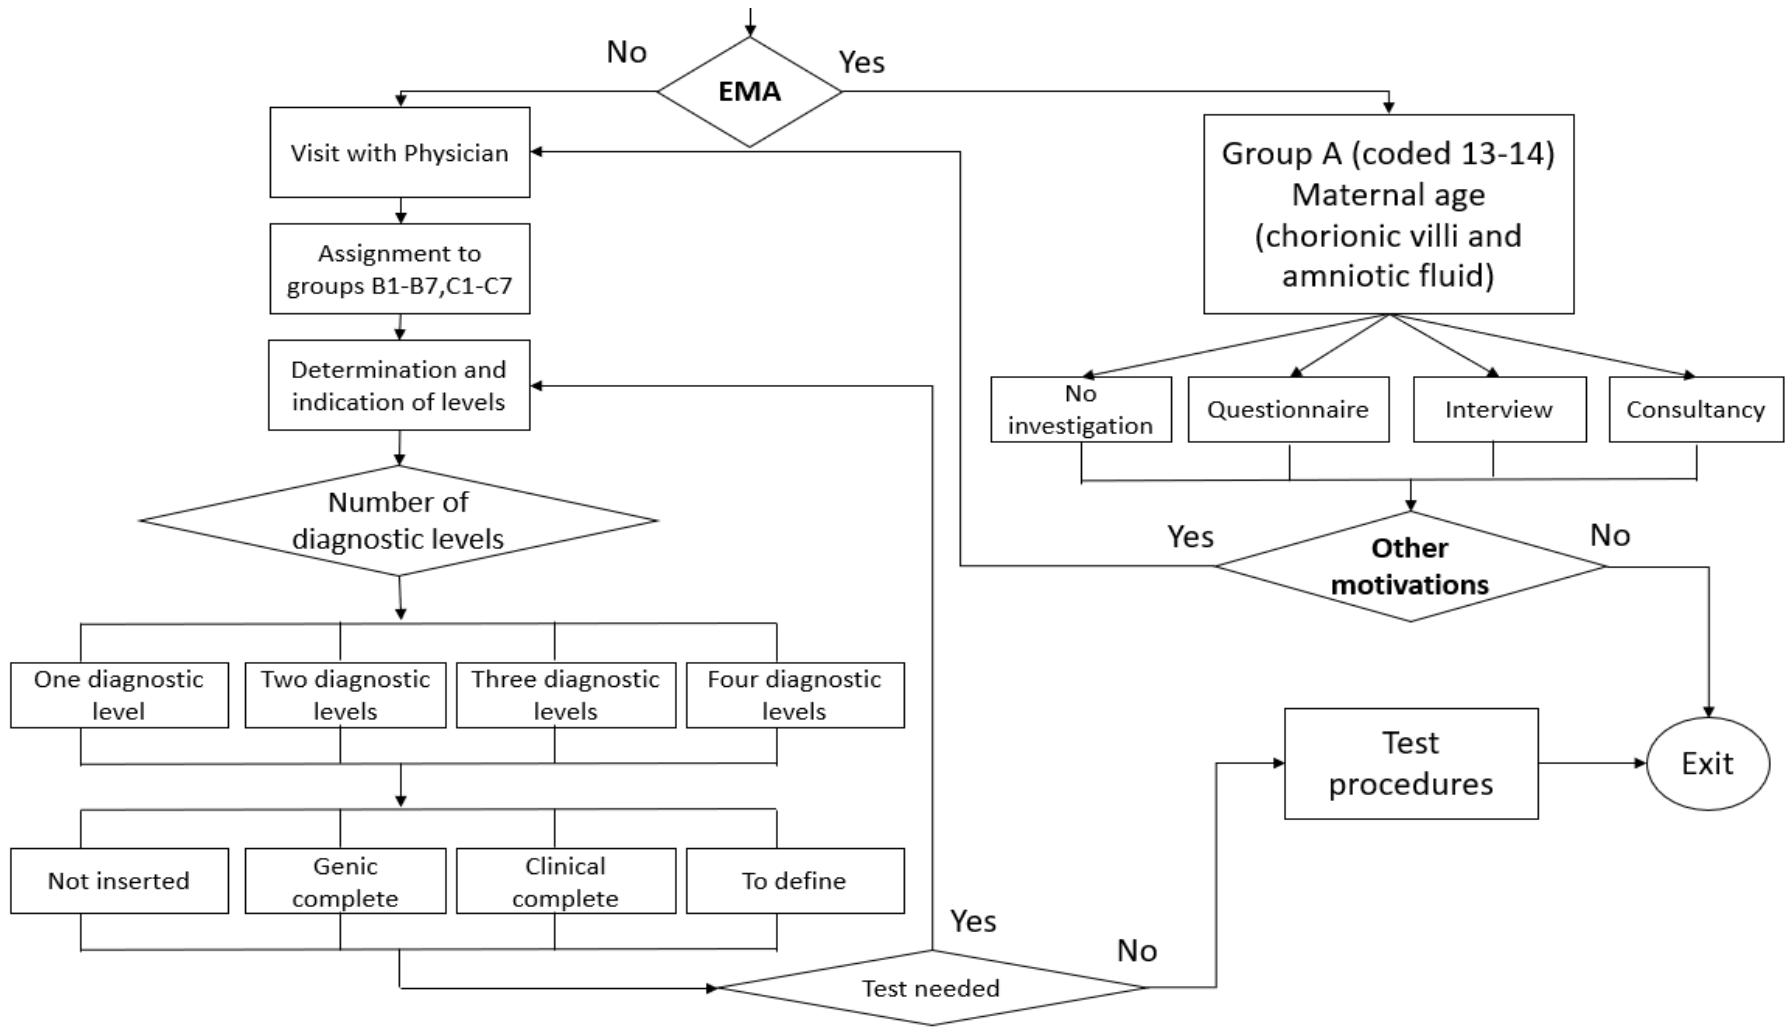 No
Yes
EMA
Visit with Physician
Group A (coded 13-14)
Maternal age
(chorionic villi and
amniotic fluid)
Assignment to
groups B1-B7,C1-C7
Determination and
indication of levels
No
investigation
Questionnaire
Interview
Consultancy
Number of
diagnostic levels
Yes
No
Other
motivations
One diagnostic
level
Two diagnostic
levels
Three diagnostic
levels
Four diagnostic
levels
Test
procedures
Exit
Not inserted
Genic
complete
Clinical
complete
To define
Yes
No
Test needed